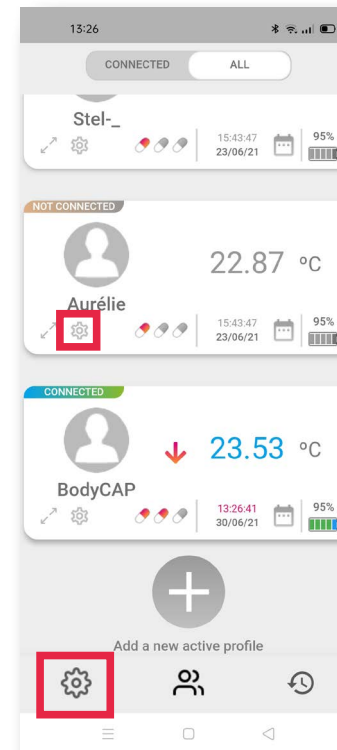 13:26
CONNECTED ALL
Stel-_
15:43:47
23/06/21
95%
NOT CONNECTED
22.87 ºC
Aurélie
15:43:47
23/06/21
95%
CONNECTED
23.53 ºC
BodyCAP
13:26:41
30/06/21
95%
Add a new active profile